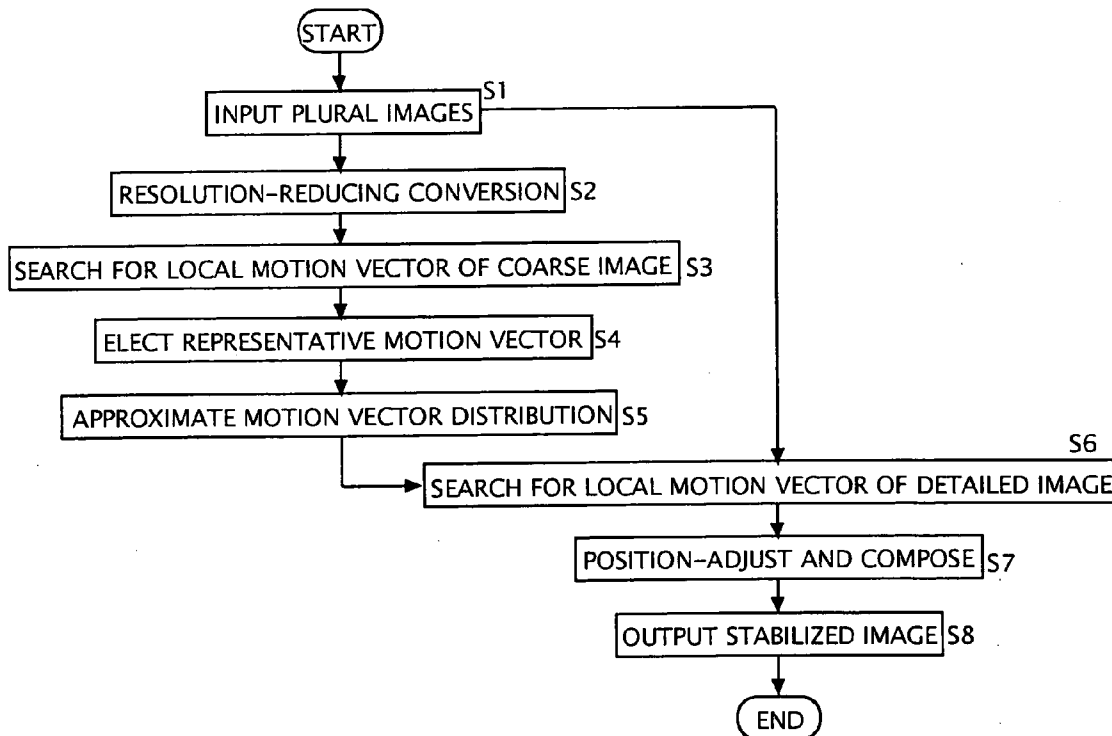 START
INPUT PLURAL IMAGES
S1
RESOLUTION-REDUCING CONVERSION
S2
SEARCH FOR LOCAL MOTION VECTOR OF COARSE IMAGE
S3
ELECT REPRESENTATIVE MOTION VECTOR
S4
APPROXIMATE MOTION VECTOR DISTRIBUTION
S5
S6
SEARCH FOR LOCAL MOTION VECTOR OF DETAILED IMAGE
POSITION-ADJUST AND COMPOSE
S7
OUTPUT STABILIZED IMAGE
S8
END